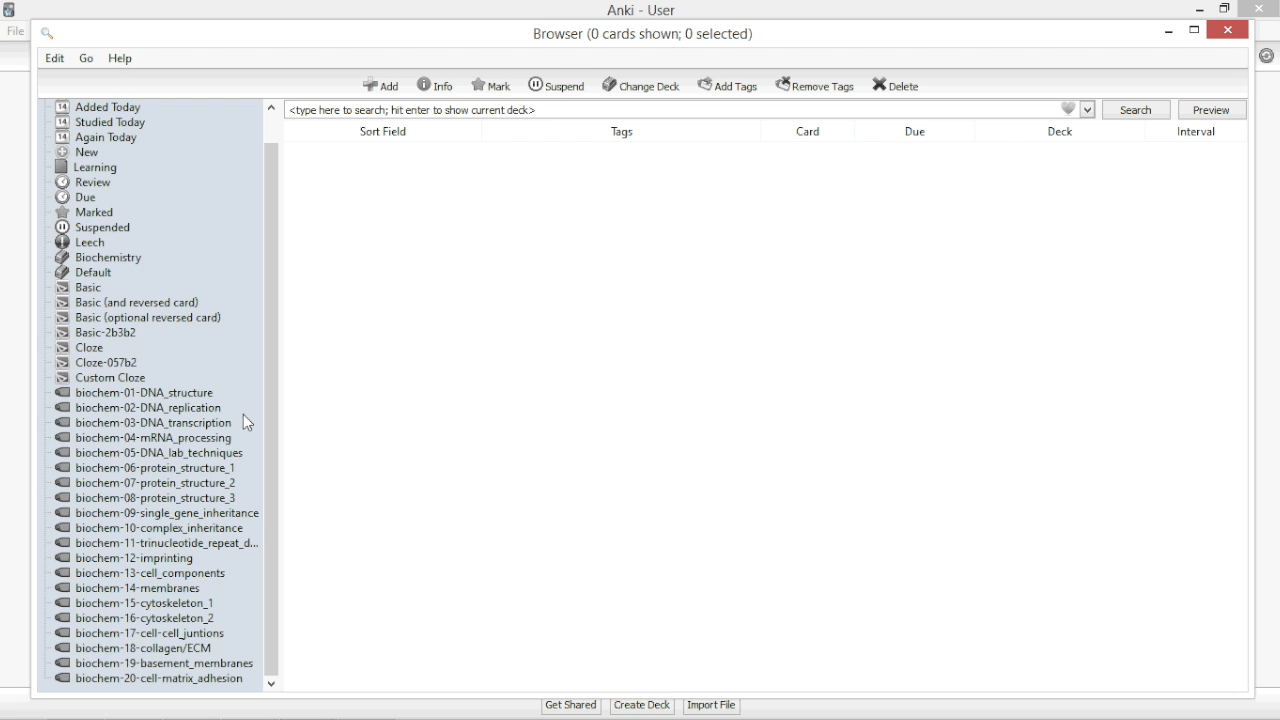 Anki - User
File
Browser (0 cards shown; 0 selected)
Edit Go Help
Add Info Mark Suspend Change Deck Add Tags Remove Tags Delete
<type here to search; hit enter to show current deck> Search Preview
Sort Field Tags Card Due Deck Interval
Added Today
Studied Today
Again Today
New
Learning
Review
Due
Marked
Suspended
Leech
Biochemistry
Default
Basic
Basic (and reversed card)
Basic (optional reversed card)
Basic-2b3b2
Cloze
Cloze-057b2
Custom Cloze
biochem-01-DNA_structure
biochem-02-DNA_replication
biochem-03-DNA_transcription
biochem-04-mRNA_processing
biochem-05-DNA_lab_techniques
biochem-06-protein_structure_1
biochem-07-protein_structure_2
biochem-08-protein_structure_3
biochem-09-single_gene_inheritance
biochem-10-complex_inheritance
biochem-11-trinucleotide_repeat_d...
biochem-12-imprinting
biochem-13-cell_components
biochem-14-membranes
biochem-15-cytoskeleton_1
biochem-16-cytoskeleton_2
biochem-17-cell-cell_juntions
biochem-18-collagen/ECM
biochem-19-basement_membranes
biochem-20-cell-matrix_adhesion
Get Shared Create Deck Import File